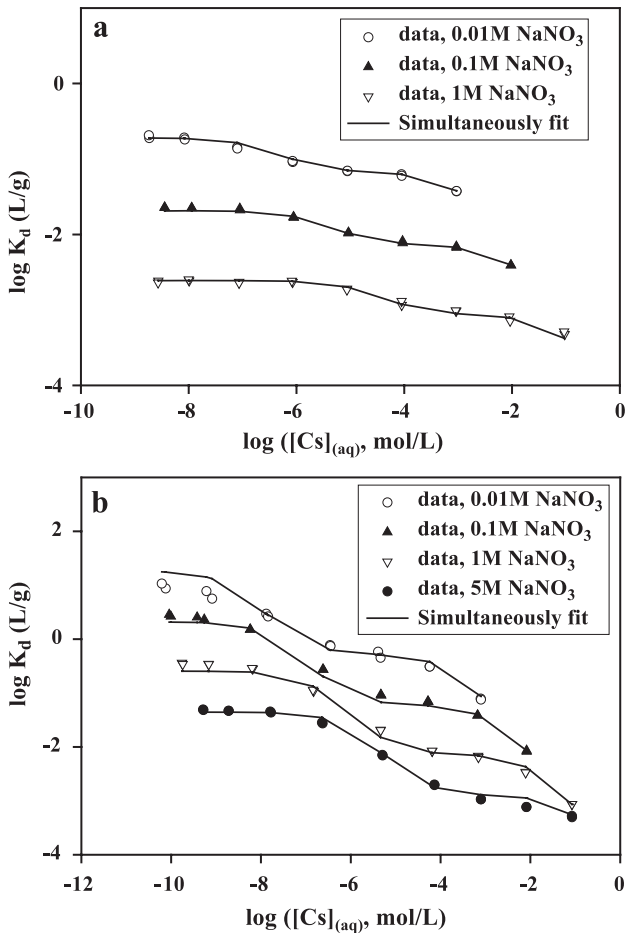 a
data, 0.01M NaNO₃
data, 0.1M NaNO₃
data, 1M NaNO₃
Simultaneously fit
0
-2
-4
log K_d (L/g)
-10 -8 -6 -4 -2 0
log ([Cs]_(aq), mol/L)
b
data, 0.01M NaNO₃
data, 0.1M NaNO₃
data, 1M NaNO₃
data, 5M NaNO₃
Simultaneously fit
2
0
-2
-4
log K_d (L/g)
-12 -10 -8 -6 -4 -2 0
log ([Cs]_(aq), mol/L)